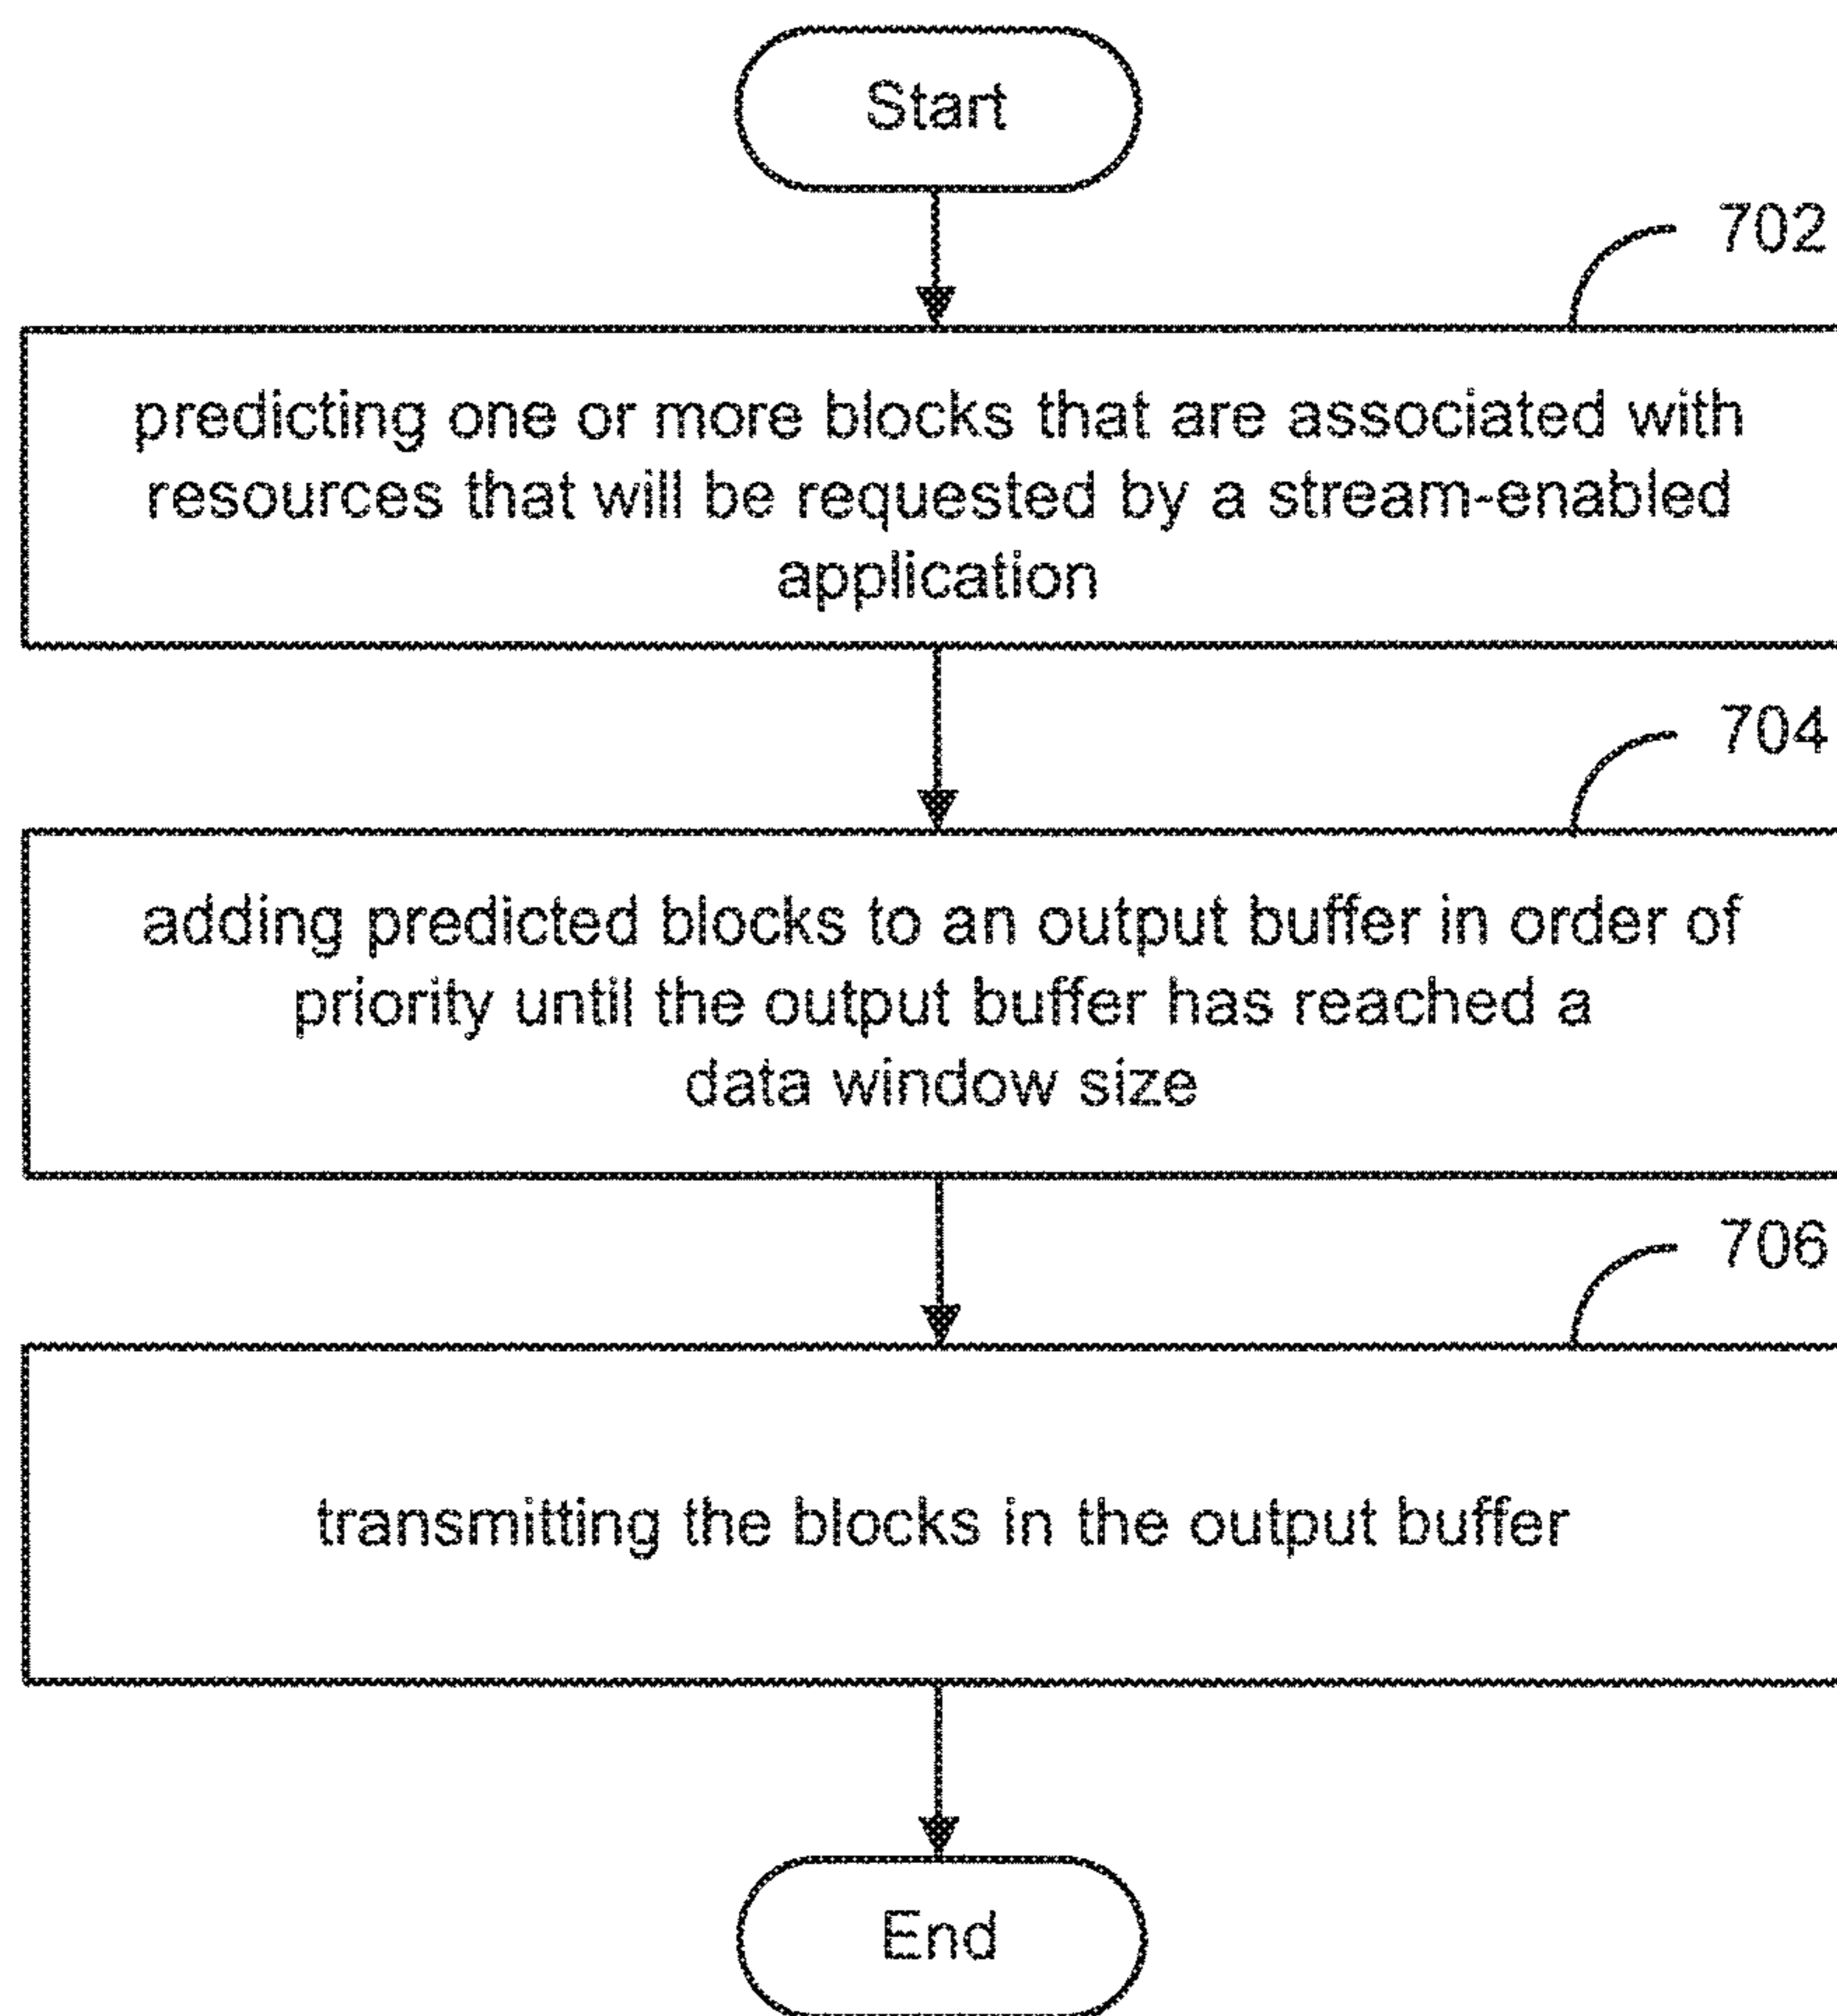 Start
702
predicting one or more blocks that are associated with
resources that will be requested by a stream-enabled
application
704
adding predicted blocks to an output buffer in order of
priority until the output buffer has reached a
data window size
706
transmitting the blocks in the output buffer
End